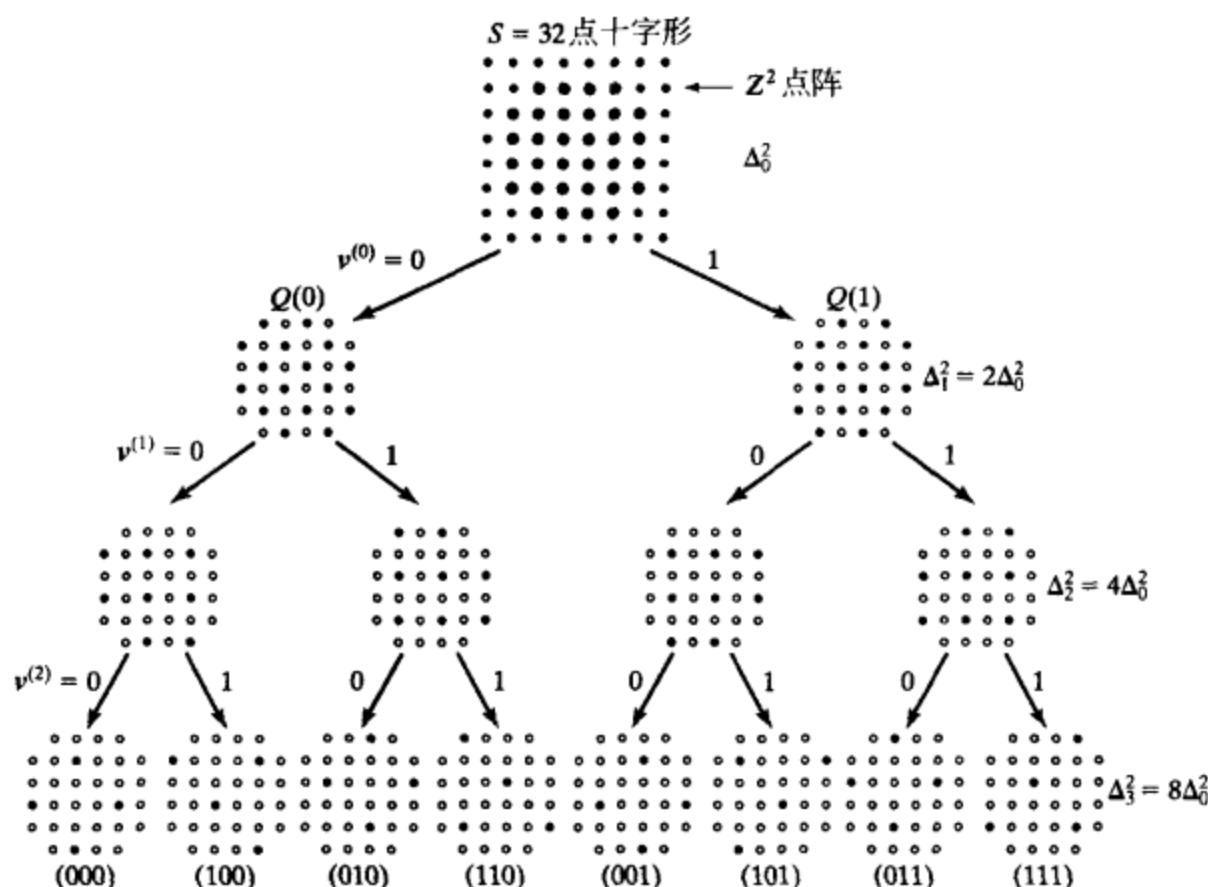 S = 32点十字形
Z² 点阵
Δ₀²
v⁽⁰⁾ = 0
1
Q(0)
Q(1)
Δ₁² = 2Δ₀²
v⁽¹⁾ = 0
1
0
1
Δ₂² = 4Δ₀²
v⁽²⁾ = 0
1
0
1
0
1
0
1
Δ₃² = 8Δ₀²
(000)
(100)
(010)
(110)
(001)
(101)
(011)
(111)